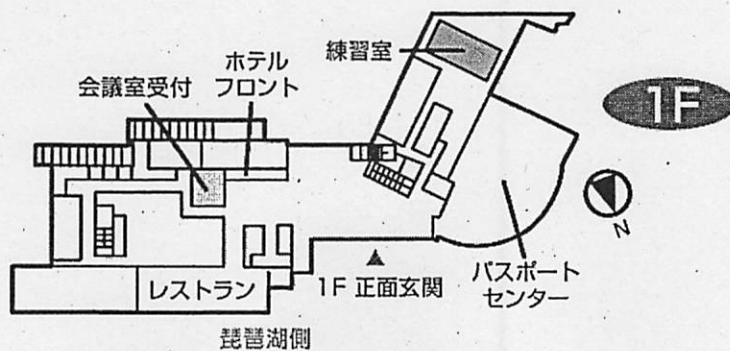 練習室
ホテル
フロント
会議室受付
1F
N
レストラン
1F 正面玄関
パスポート
センター
琵琶湖側